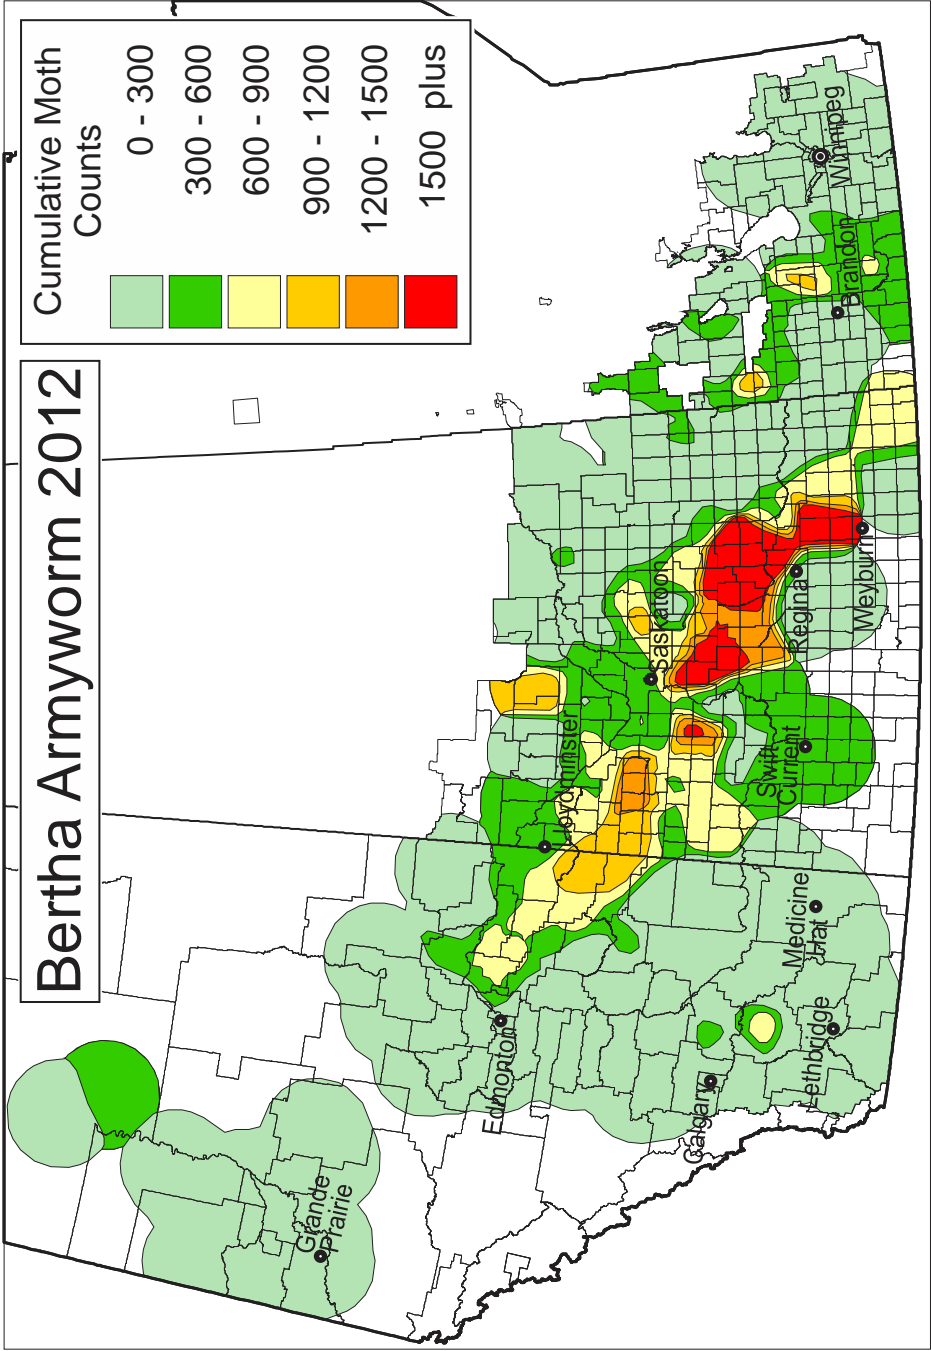 Bertha Armyworm 2012
Cumulative Moth
Counts
0 - 300
300 - 600
600 - 900
900 - 1200
1200 - 1500
1500 plus
Grande
Prairie
Edmonton
Lloydminster
Saskatoon
Calgary
Lethbridge
Medicine
Hat
Swift
Current
Regina
Weyburn
Brandon
Winnipeg